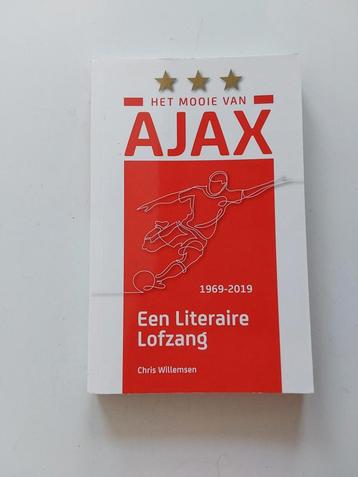 HET MOOIE VAN
AJAX
1969-2019
Een Literaire
Lofzang
Chris Willemsen